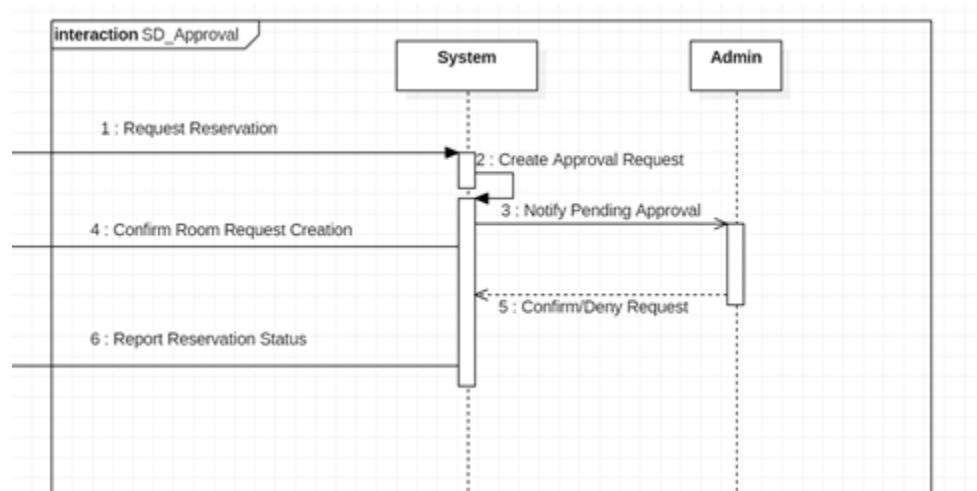 interaction SD_Approval
System
Admin
1 : Request Reservation
2 : Create Approval Request
3 : Notify Pending Approval
4 : Confirm Room Request Creation
5 : Confirm/Deny Request
6 : Report Reservation Status